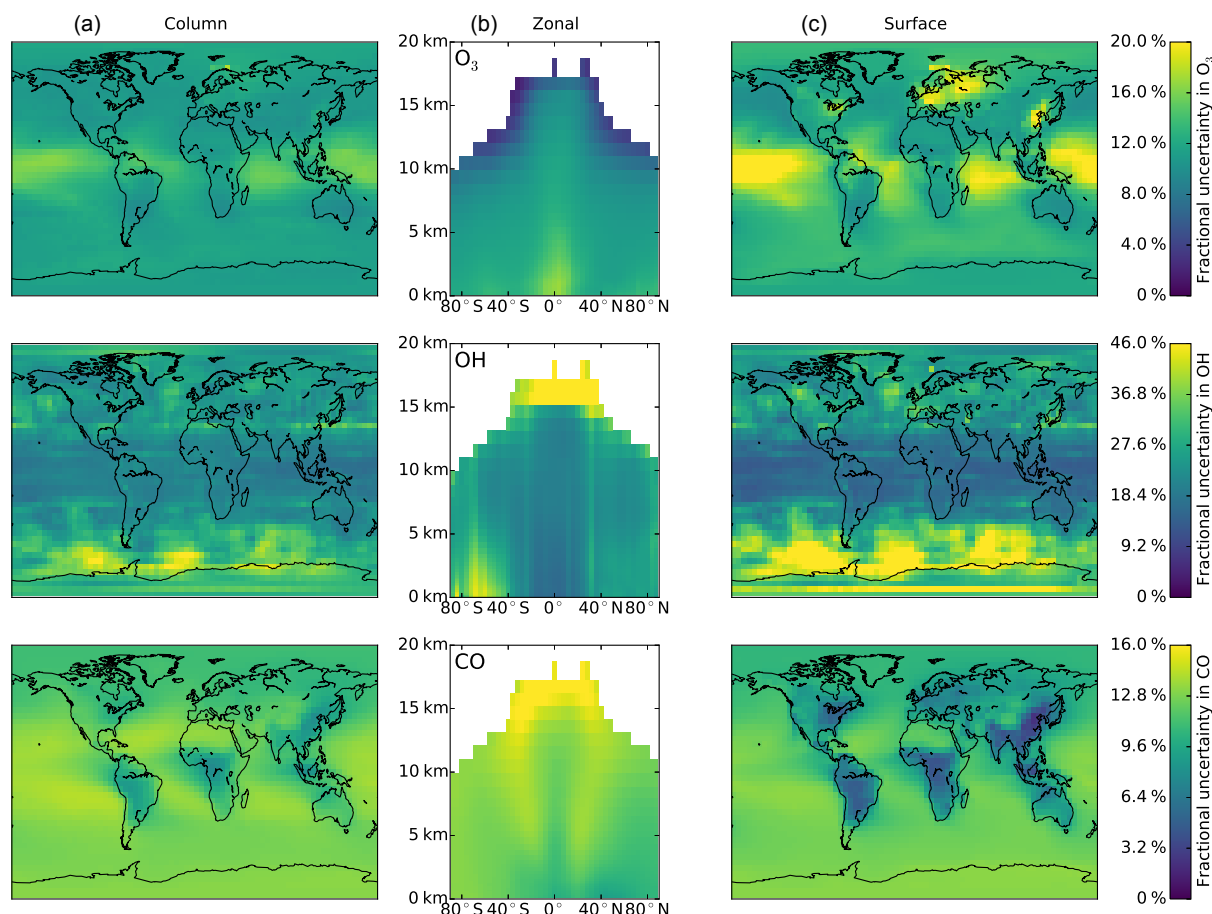 (a) Column (b) Zonal (c) Surface
20 km
15 km
10 km
5 km
0 km
O₃
80°S 40°S 0° 40°N 80°N
20.0 %
16.0 %
12.0 %
8.0 %
4.0 %
0 %
Fractional uncertainty in O₃
20 km
15 km
10 km
5 km
0 km
OH
80°S 40°S 0° 40°N 80°N
46.0 %
36.8 %
27.6 %
18.4 %
9.2 %
0 %
Fractional uncertainty in OH
20 km
15 km
10 km
5 km
0 km
CO
80°S 40°S 0° 40°N 80°N
16.0 %
12.8 %
9.6 %
6.4 %
3.2 %
0 %
Fractional uncertainty in CO